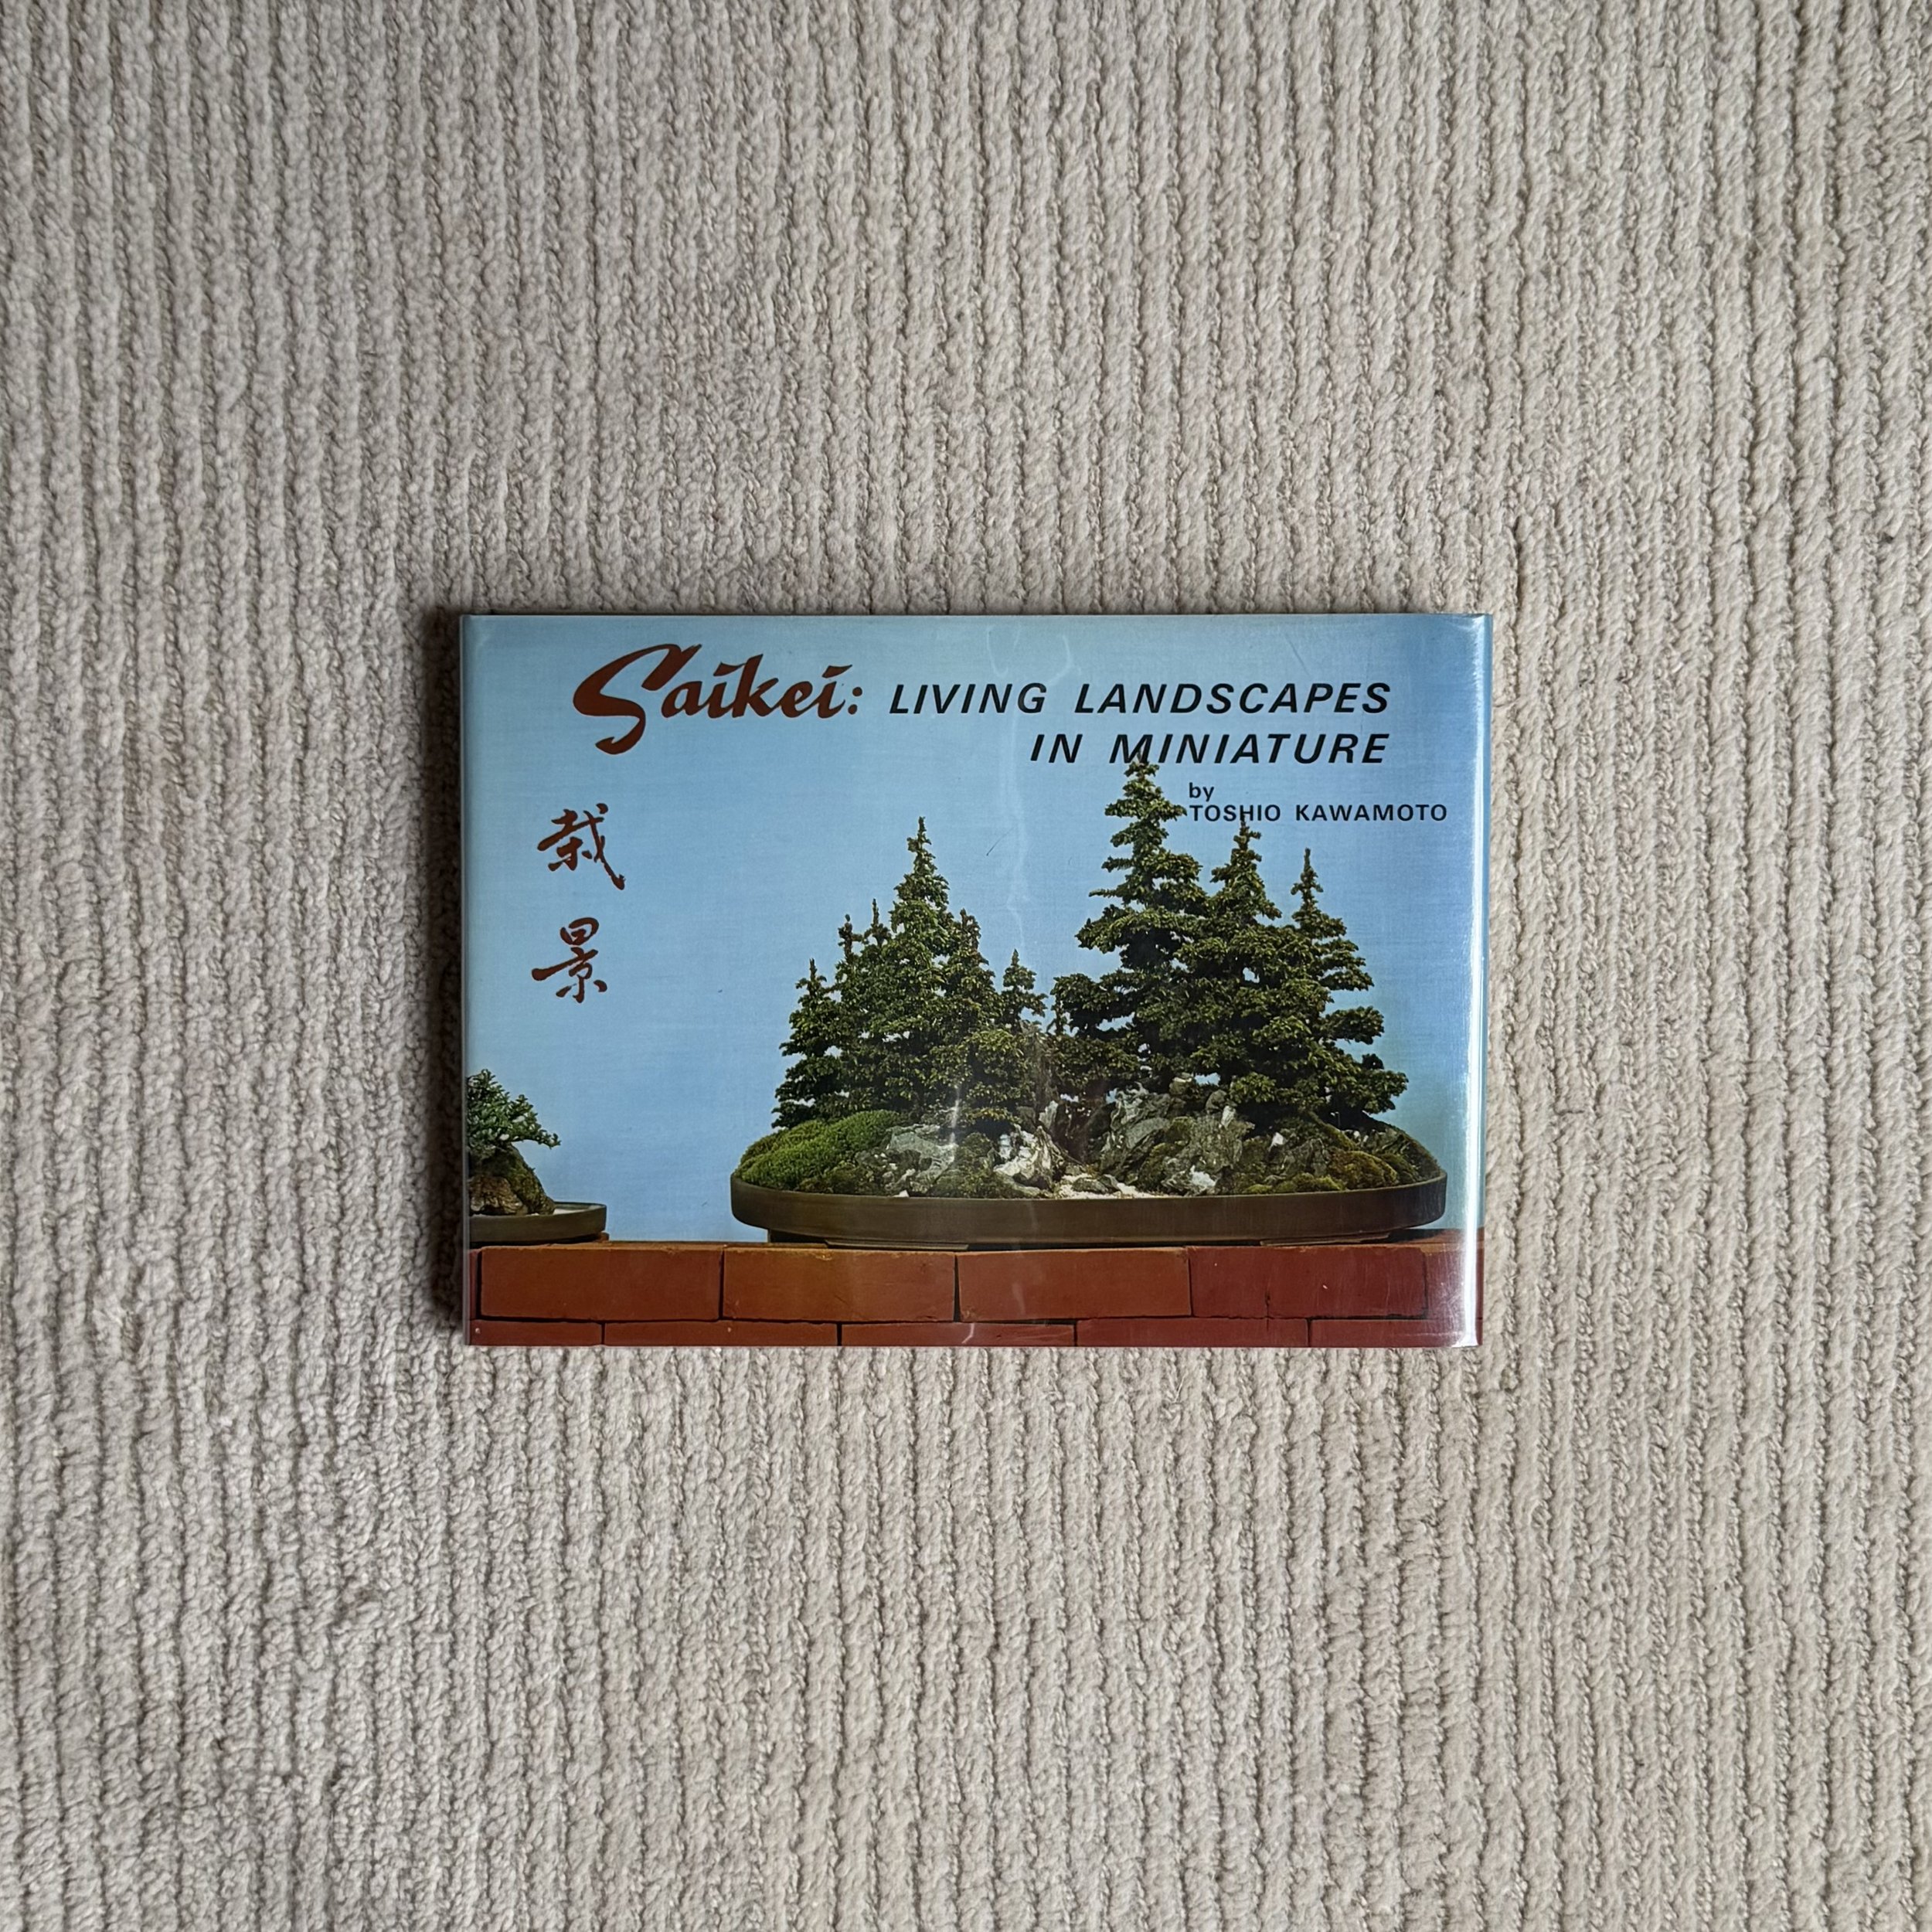 Saikei: LIVING LANDSCAPES
IN MINIATURE
by
TOSHIO KAWAMOTO
栽
景